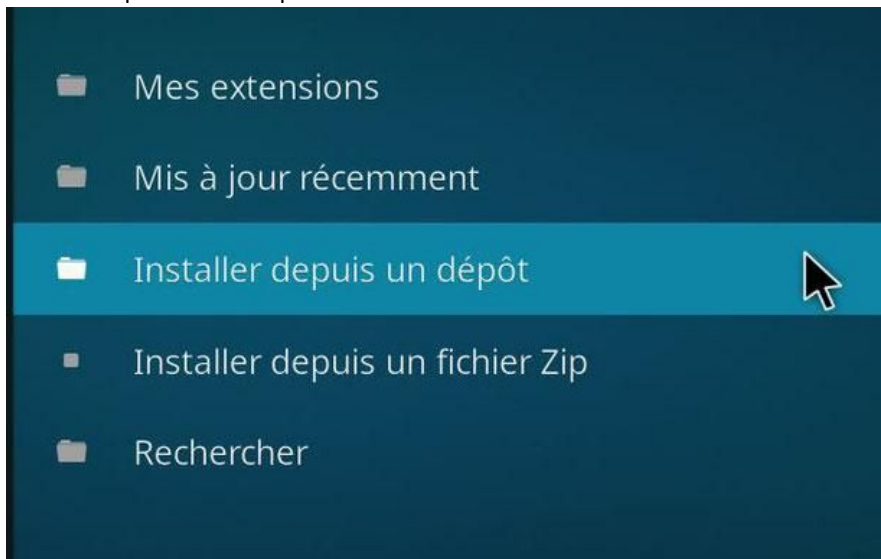 Mes extensions
Mis à jour récemment
Installer depuis un dépôt
Installer depuis un fichier Zip
Rechercher